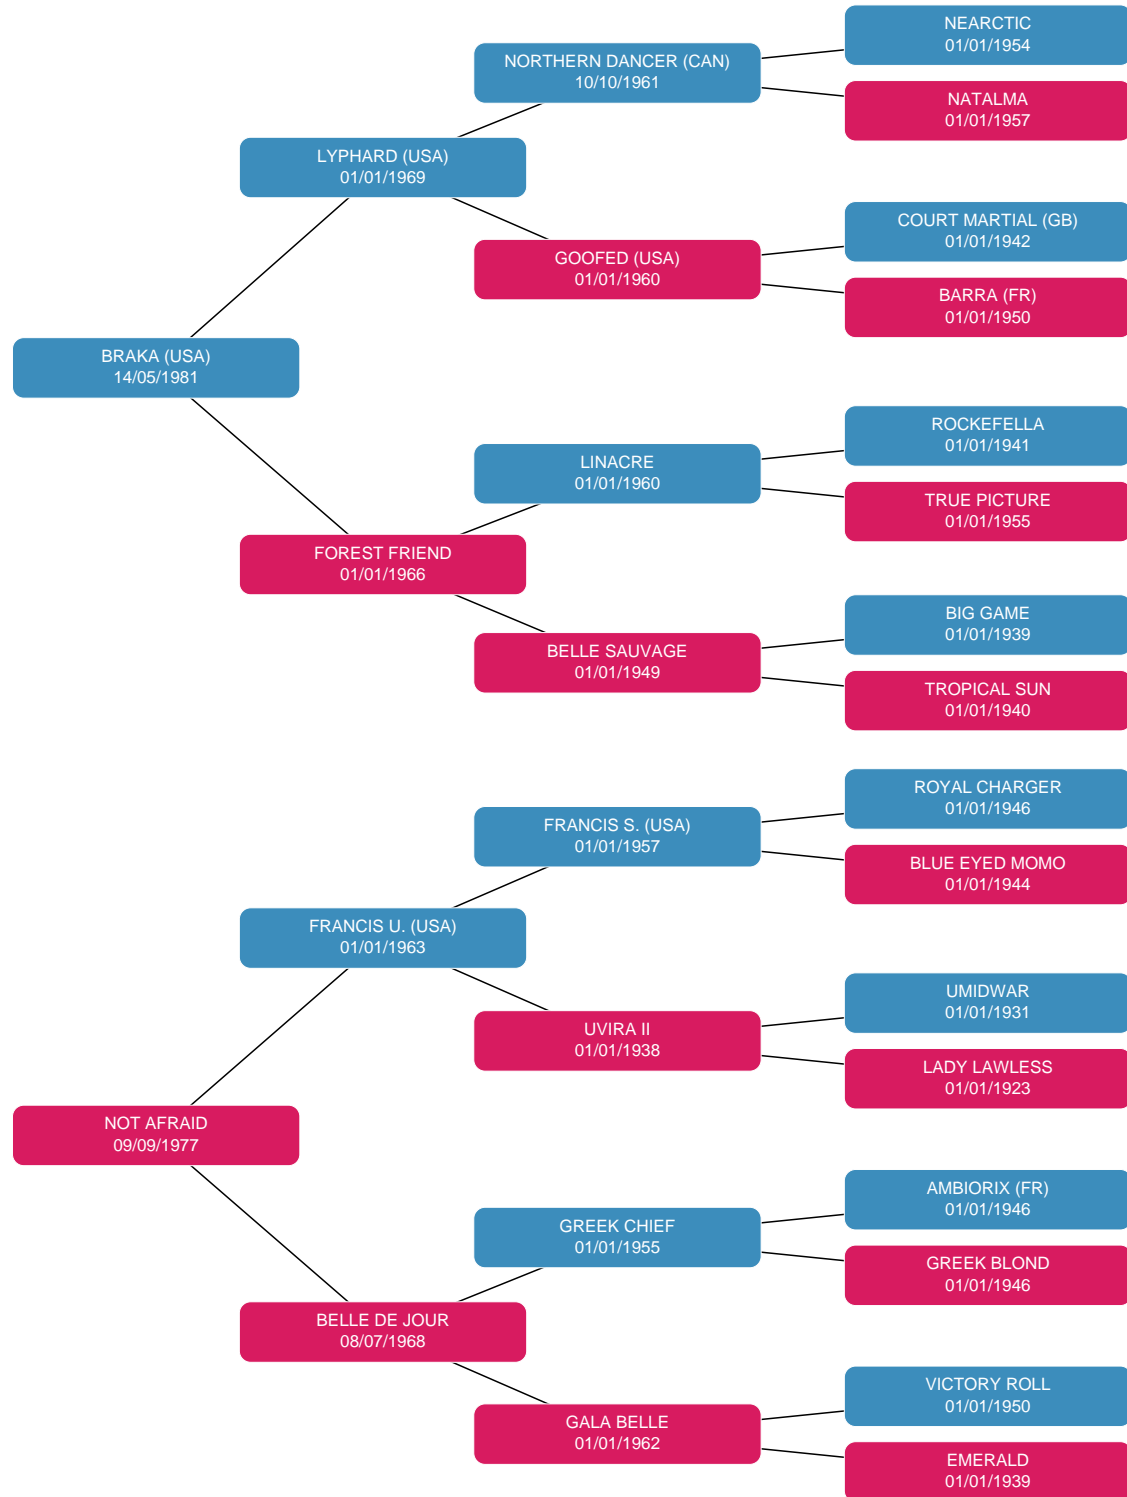 NEARCTIC
01/01/1954
NORTHERN DANCER (CAN)
10/10/1961
NATALMA
01/01/1957
LYPHARD (USA)
01/01/1969
COURT MARTIAL (GB)
01/01/1942
GOOFED (USA)
01/01/1960
BARRA (FR)
01/01/1950
BRAKA (USA)
14/05/1981
ROCKEFELLA
01/01/1941
LINACRE
01/01/1960
TRUE PICTURE
01/01/1955
FOREST FRIEND
01/01/1966
BIG GAME
01/01/1939
BELLE SAUVAGE
01/01/1949
TROPICAL SUN
01/01/1940
ROYAL CHARGER
01/01/1946
FRANCIS S. (USA)
01/01/1957
BLUE EYED MOMO
01/01/1944
FRANCIS U. (USA)
01/01/1963
UMIDWAR
01/01/1931
UVIRA II
01/01/1938
LADY LAWLESS
01/01/1923
NOT AFRAID
09/09/1977
AMBIORIX (FR)
01/01/1946
GREEK CHIEF
01/01/1955
GREEK BLOND
01/01/1946
BELLE DE JOUR
08/07/1968
VICTORY ROLL
01/01/1950
GALA BELLE
01/01/1962
EMERALD
01/01/1939